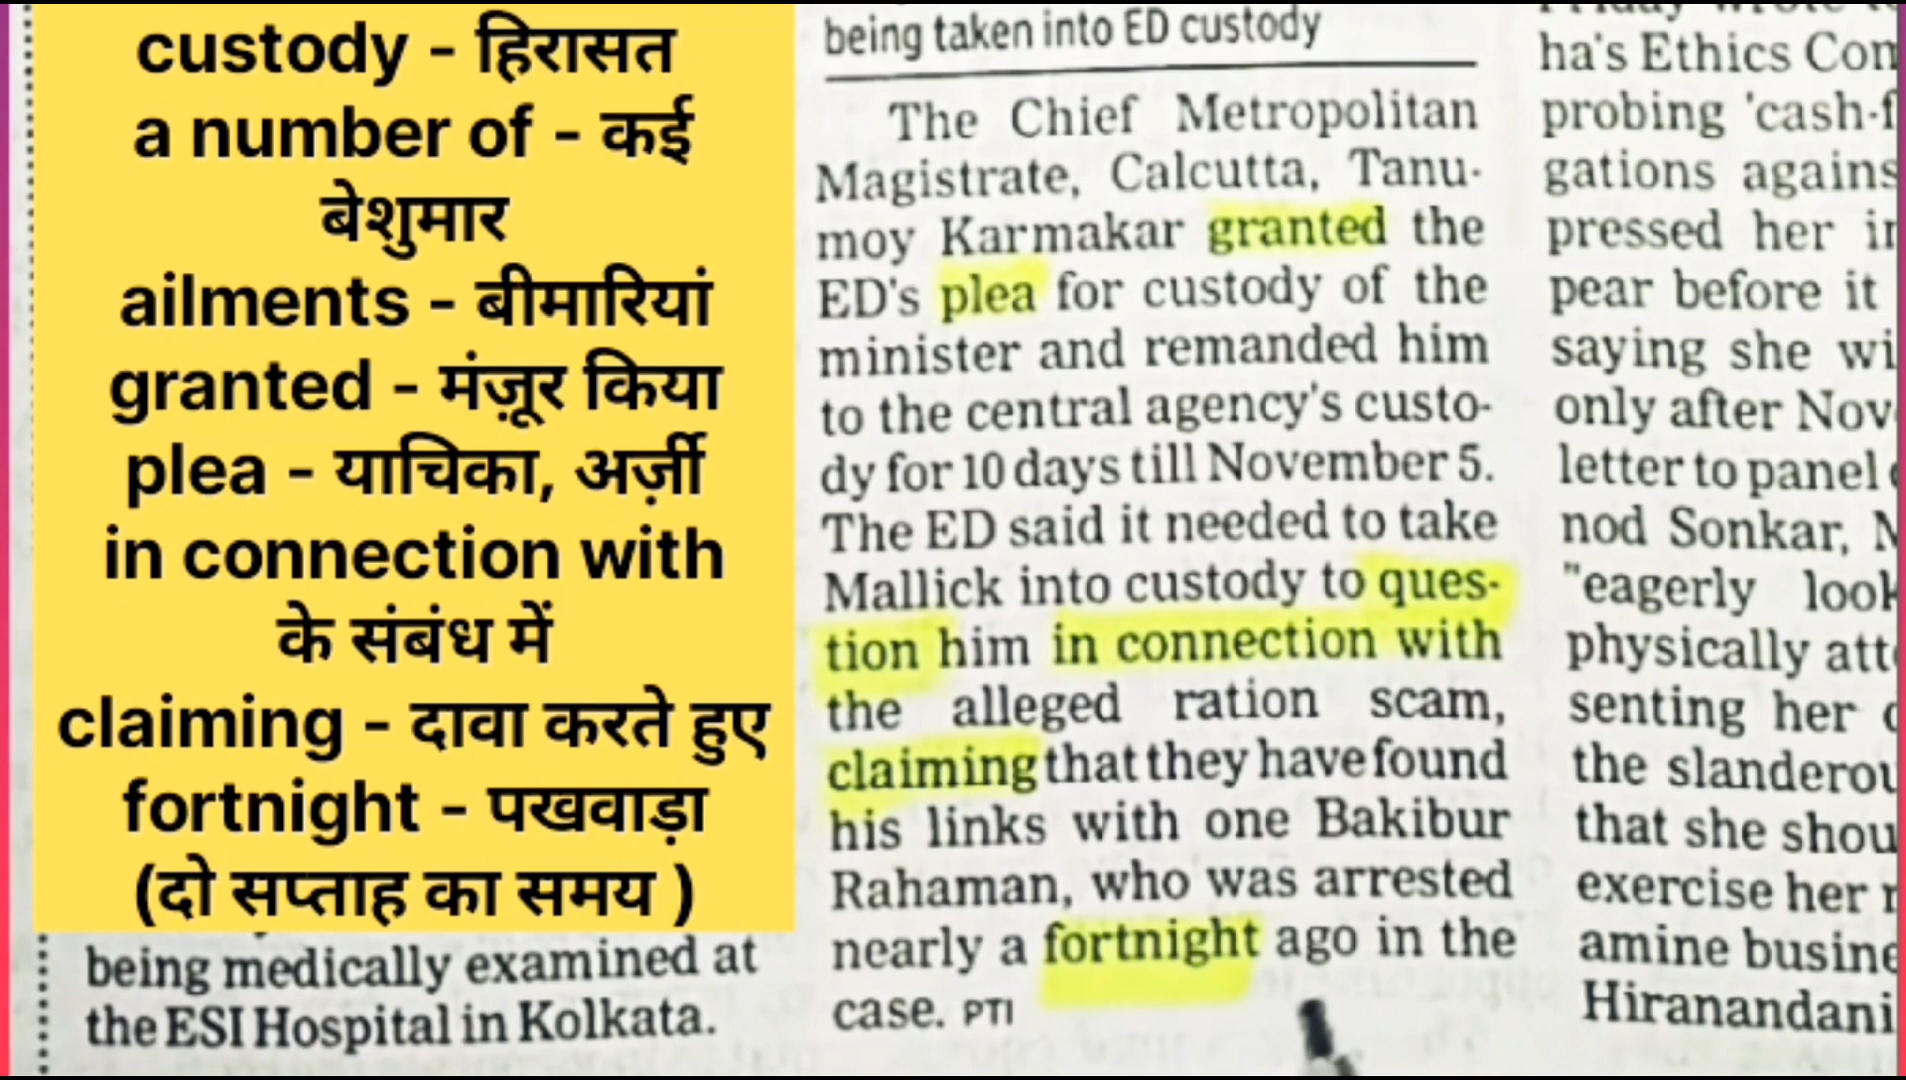 custody - हिरासत
a number of - कई
बेशुमार
ailments - बीमारियां
granted - मंज़ूर किया
plea - याचिका, अर्ज़ी
in connection with
के संबंध में
claiming - दावा करते हुए
fortnight - पखवाड़ा
(दो सप्ताह का समय )
being medically examined at
the ESI Hospital in Kolkata.
being taken into ED custody
The Chief Metropolitan
Magistrate, Calcutta, Tanu-
moy Karmakar granted the
ED's plea for custody of the
minister and remanded him
to the central agency's custo-
dy for 10 days till November 5.
The ED said it needed to take
Mallick into custody to ques-
tion him in connection with
the alleged ration scam,
claiming that they have found
his links with one Bakibur
Rahaman, who was arrested
nearly a fortnight ago in the
case. PTI
ha's Ethics Com
probing 'cash-f
gations agains
pressed her in
pear before it
saying she wi
only after Nov
letter to panel
nod Sonkar,
"eagerly look
physically atte
senting her
the slanderou
that she shou
exercise her r
amine busine
Hiranandani